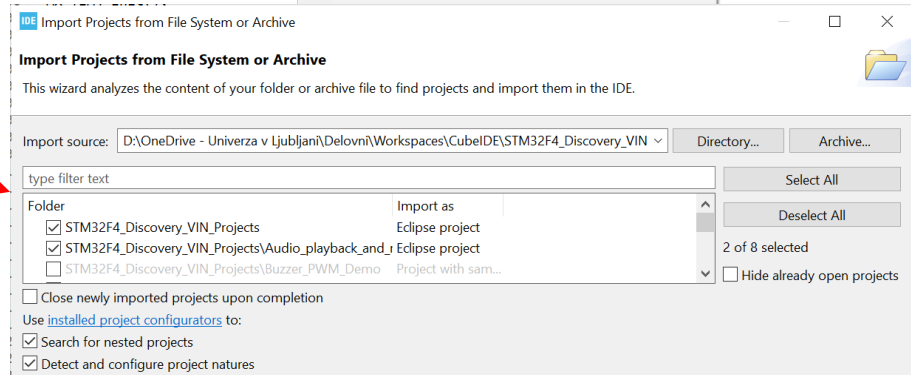 IDE Import Projects from File System or Archive
Import Projects from File System or Archive
This wizard analyzes the content of your folder or archive file to find projects and import them in the IDE.
Import source: D:\OneDrive - Univerza v Ljubljani\Delovni\Workspaces\CubeIDE\STM32F4_Discovery_VIN Directory... Archive...
type filter text Select All
Folder Import as
Deselect All
STM32F4_Discovery_VIN_Projects Eclipse project
STM32F4_Discovery_VIN_Projects\Audio_playback_and_r Eclipse project
2 of 8 selected
STM32F4_Discovery_VIN_Projects\Buzzer_PWM_Demo Project with sam...
Hide already open projects
Close newly imported projects upon completion
Use installed project configurators to:
Search for nested projects
Detect and configure project natures